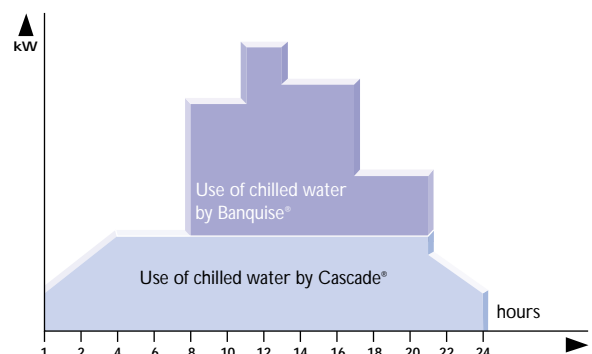 kW
Use of chilled water
by Banquise®
Use of chilled water by Cascade®
hours
1 2 4 6 8 10 12 14 16 18 20 22 24